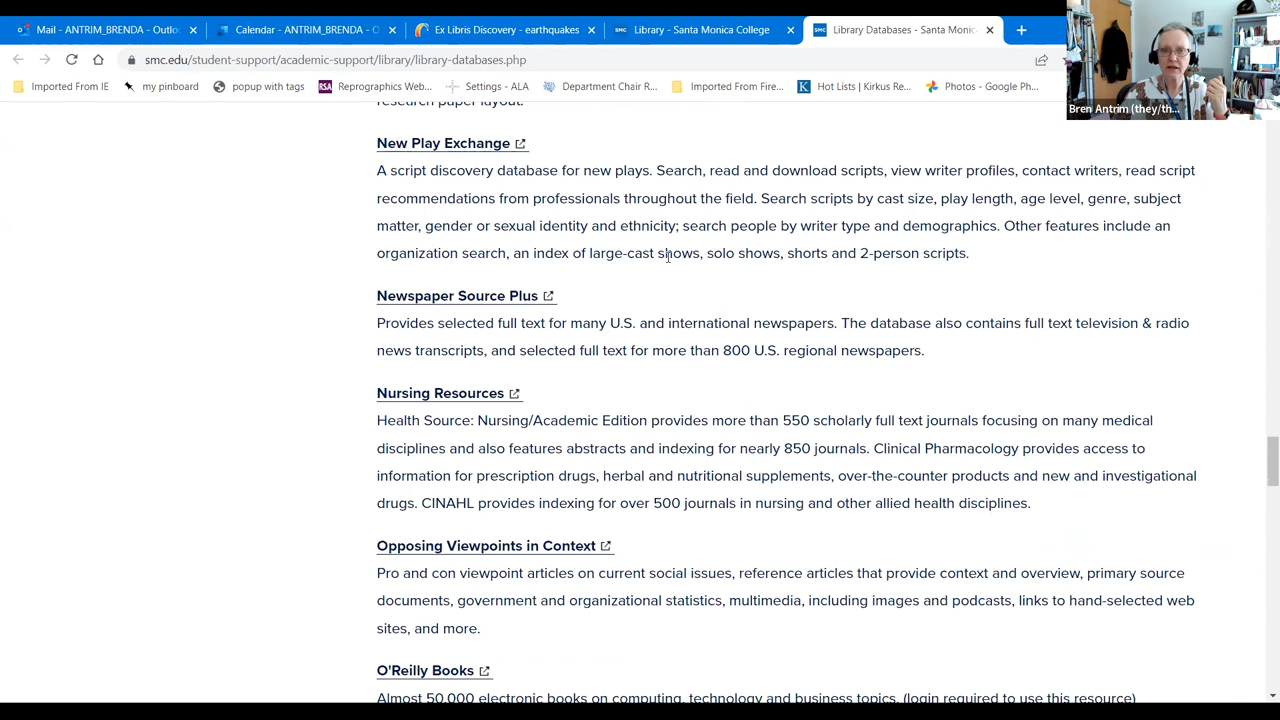 Mail - ANTRIM_BRENDA - Outlo
Calendar - ANTRIM_BRENDA - O
Ex Libris Discovery - earthquakes
SMC Library - Santa Monica College
SMC Library Databases - Santa Monic
smc.edu/student-support/academic-support/library/library-databases.php
Imported From IE
my pinboard
popup with tags
RSA Reprographics Web...
Settings - ALA
Department Chair R...
Imported From Fire...
K Hot Lists | Kirkus Re...
Photos - Google Ph...
Bren Antrim (they/th...
research paper layout.
New Play Exchange
A script discovery database for new plays. Search, read and download scripts, view writer profiles, contact writers, read script
recommendations from professionals throughout the field. Search scripts by cast size, play length, age level, genre, subject
matter, gender or sexual identity and ethnicity; search people by writer type and demographics. Other features include an
organization search, an index of large-cast shows, solo shows, shorts and 2-person scripts.
Newspaper Source Plus
Provides selected full text for many U.S. and international newspapers. The database also contains full text television & radio
news transcripts, and selected full text for more than 800 U.S. regional newspapers.
Nursing Resources
Health Source: Nursing/Academic Edition provides more than 550 scholarly full text journals focusing on many medical
disciplines and also features abstracts and indexing for nearly 850 journals. Clinical Pharmacology provides access to
information for prescription drugs, herbal and nutritional supplements, over-the-counter products and new and investigational
drugs. CINAHL provides indexing for over 500 journals in nursing and other allied health disciplines.
Opposing Viewpoints in Context
Pro and con viewpoint articles on current social issues, reference articles that provide context and overview, primary source
documents, government and organizational statistics, multimedia, including images and podcasts, links to hand-selected web
sites, and more.
O'Reilly Books
Almost 50,000 electronic books on computing, technology and business topics. (login required to use this resource)